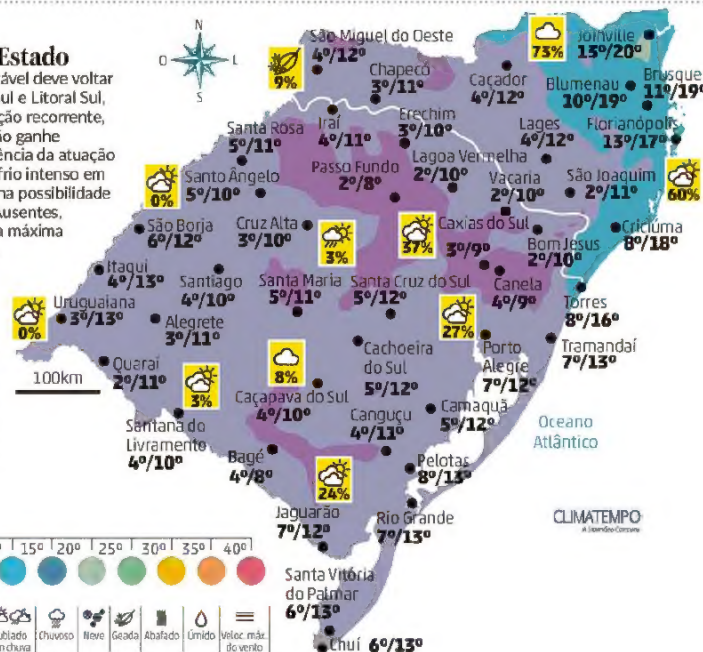 Estado
ável deve voltar
ul e Litoral Sul,
ção recorrente,
ão ganhe
ência da atuação
frio intenso em
na possibilidade
Ausentes,
a máxima
N
O
L
S
São Miguel do Oeste
4º/12º
9%
Chapecó
3º/11º
Caçador
4º/12º
73%
Joinville
15º/20º
Blumenau
10º/19º
Brusque
11º/19º
Florianópolis
13º/17º
60%
Santa Rosa
5º/11º
Iraí
4º/11º
Erechim
3º/10º
Lages
4º/12º
Santo Ângelo
5º/10º
0%
Passo Fundo
2º/8º
Lagoa Vermelha
2º/10º
Vacaria
2º/10º
São Joaquim
2º/11º
Criciúma
8º/18º
São Borja
6º/12º
Cruz Alta
3º/10º
3%
37%
Caxias do Sul
3º/9º
Bom Jesus
2º/10º
Canela
4º/9º
Itaqui
4º/13º
Santiago
4º/10º
Santa Maria
5º/11º
Santa Cruz do Sul
5º/12º
Torres
8º/16º
Uruguaiana
3º/13º
0%
Alegrete
3º/11º
27%
Porto
Alegre
7º/12º
Tramandaí
7º/13º
Quaraí
2º/11º
100km
3%
8%
Caçapava do Sul
4º/10º
Cachoeira
do Sul
5º/12º
Santana do
Livramento
4º/10º
Canguçu
4º/11º
Camaquã
5º/12º
Oceano
Atlântico
Bagé
4º/8º
24%
Pelotas
8º/13º
Jaguarão
7º/12º
Rio Grande
7º/13º
CLIMATEMPO
Santa Vitória
do Palmar
6º/13º
Chuí 6º/13º
15º 20º 25º 30º 35º 40º
Chuvoso
Neve
Geada
Abafado
Úmido
Veloc. máx.
do vento